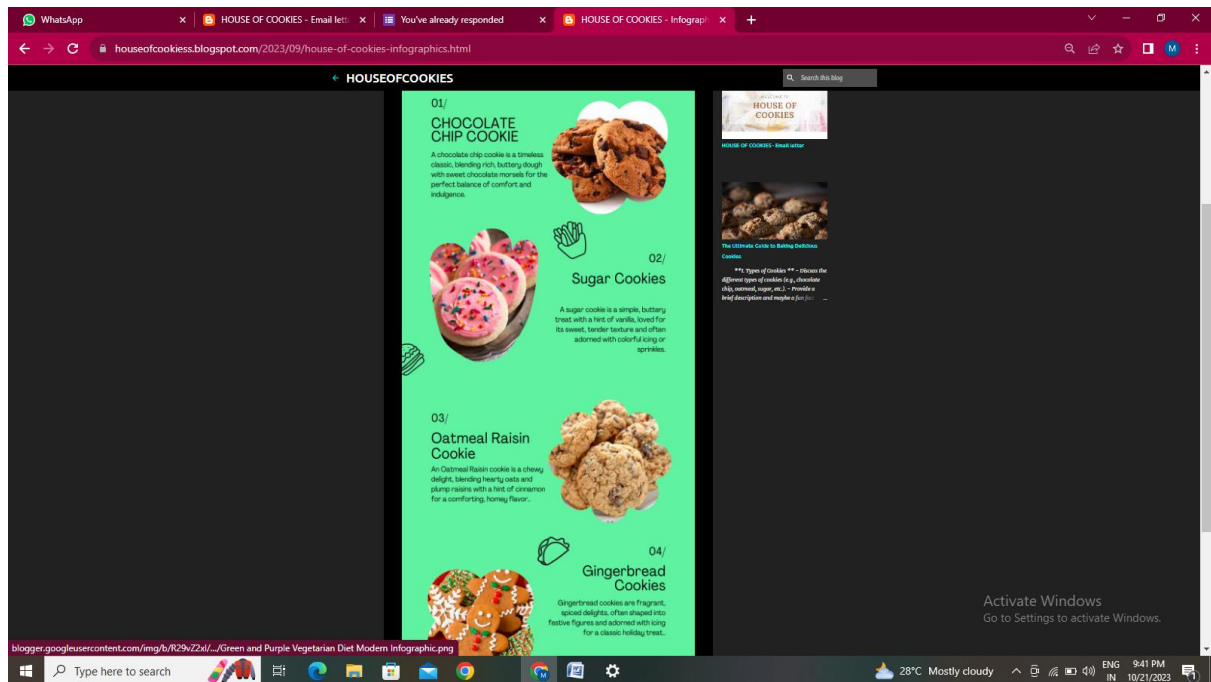 WhatsApp
HOUSE OF COOKIES - Email lett
You've already responded
HOUSE OF COOKIES - Infograph
houseofcookiess.blogspot.com/2023/09/house-of-cookies-infographics.html
M
HOUSEOFCOOKIES
Search this blog
01/
CHOCOLATE
CHIP COOKIE
A chocolate chip cookie is a timeless
classic, blending rich, buttery dough
with sweet chocolate morsels for the
perfect balance of comfort and
indulgence.
02/
Sugar Cookies
A sugar cookie is a simple, buttery
treat with a hint of vanilla, loved for
its sweet, tender texture and often
adorned with colorful icing or
sprinkles.
03/
Oatmeal Raisin
Cookie
An Oatmeal Raisin cookie is a chewy
delight, blending hearty oats and
plump raisins with a hint of cinnamon
for a comforting, homey flavor..
04/
Gingerbread
Cookies
Gingerbread cookies are fragrant,
spiced delights, often shaped into
festive figures and adorned with icing
for a classic holiday treat..
WELCOME TO
HOUSE OF
COOKIES
HOUSE OF COOKIES - Email letter
The Ultimate Guide to Baking Delicious
Cookies
**1. Types of Cookies ** – Discuss the
different types of cookies (e.g., chocolate
chip, oatmeal, sugar, etc.). – Provide a
brief description and maybe a fun fact ...
Activate Windows
Go to Settings to activate Windows.
blogger.googleusercontent.com/img/b/R29vZ2xl/.../Green and Purple Vegetarian Diet Modern Infographic.png
Type here to search
28°C Mostly cloudy
ENG
IN
9:41 PM
10/21/2023
1